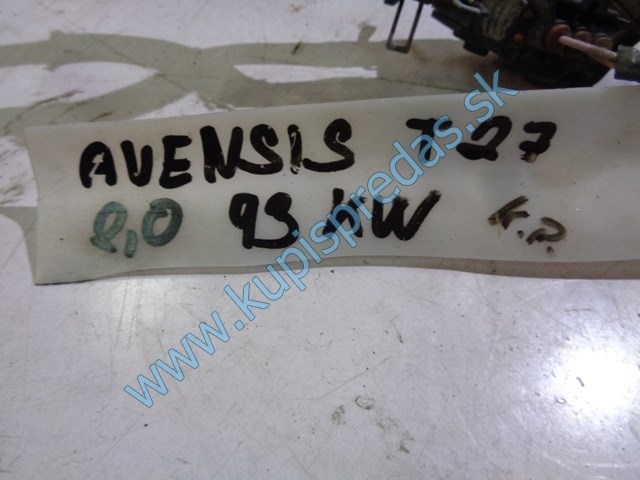 AVENSIS T27
2,0 93 KW
www.kupispredas.sk